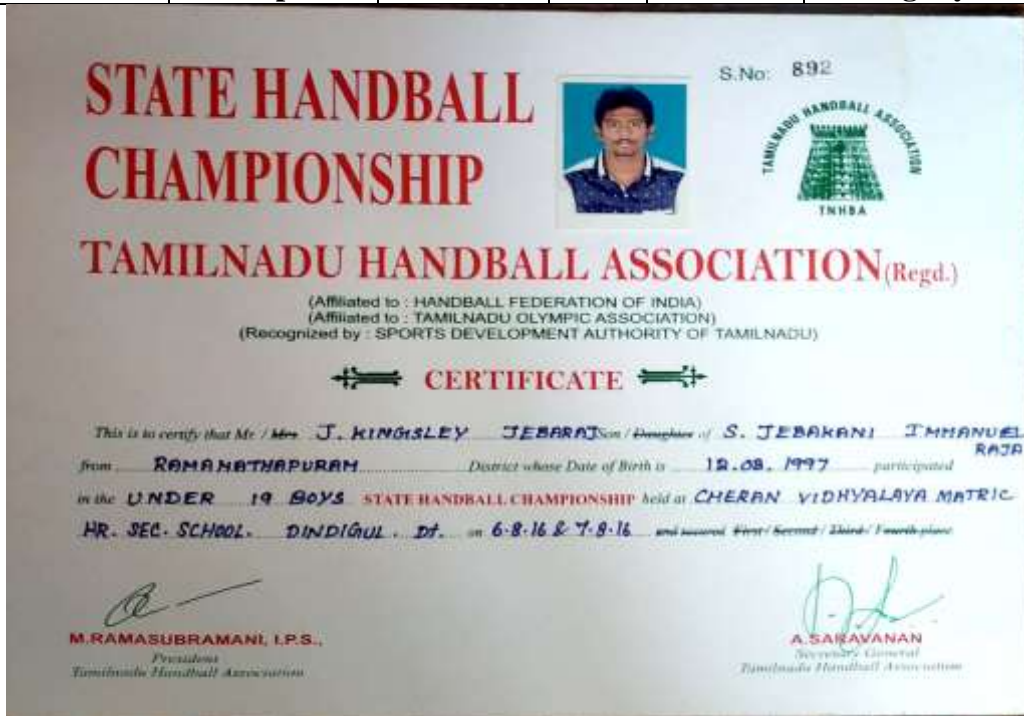 STATE HANDBALL
CHAMPIONSHIP
S.No: 892
TAMILNADU HANDBALL ASSOCIATION
TNHBA
TAMILNADU HANDBALL ASSOCIATION(Regd.)
(Affiliated to : HANDBALL FEDERATION OF INDIA)
(Affiliated to : TAMILNADU OLYMPIC ASSOCIATION)
(Recognized by : SPORTS DEVELOPMENT AUTHORITY OF TAMILNADU)
CERTIFICATE
This is to certify that Mr / Mrs J. KINGISLEY JEBARAJ Son / Daughter of S. JEBAKANI IMMANUEL
RAJA
from RAMANATHAPURAM District whose Date of Birth is 12.08.1997 participated
in the UNDER 19 BOYS STATE HANDBALL CHAMPIONSHIP held at CHERAN VIDHYALAYA MATRIC
HR. SEC. SCHOOL. DINDIGUL. Dt. on 6-8-16 & 7-8-16 and secured First / Second / Third / Fourth place
M.RAMASUBRAMANI, I.P.S.,
President
Tamilnadu Handball Association
A.SARAVANAN
Secretary General
Tamilnadu Handball Association